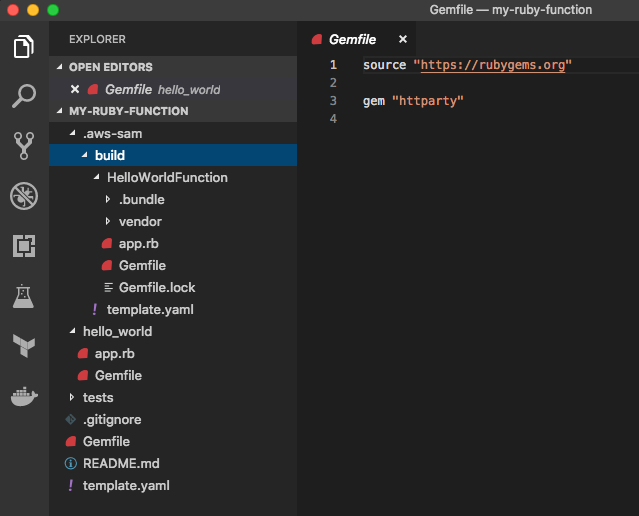 Gemfile — my-ruby-function
EXPLORER
OPEN EDITORS
Gemfile hello_world
MY-RUBY-FUNCTION
.aws-sam
build
HelloWorldFunction
.bundle
vendor
app.rb
Gemfile
Gemfile.lock
template.yaml
hello_world
app.rb
Gemfile
tests
.gitignore
Gemfile
README.md
template.yaml
Gemfile
1 source "https://rubygems.org"
2
3 gem "httparty"
4